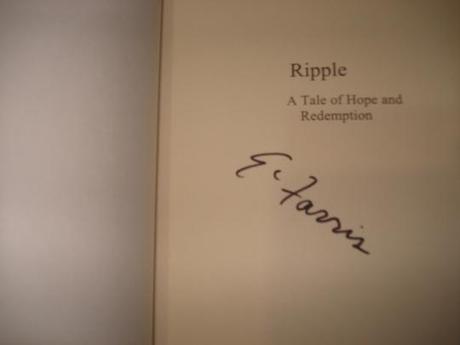 Ripple
A Tale of Hope and
Redemption
G. Farris